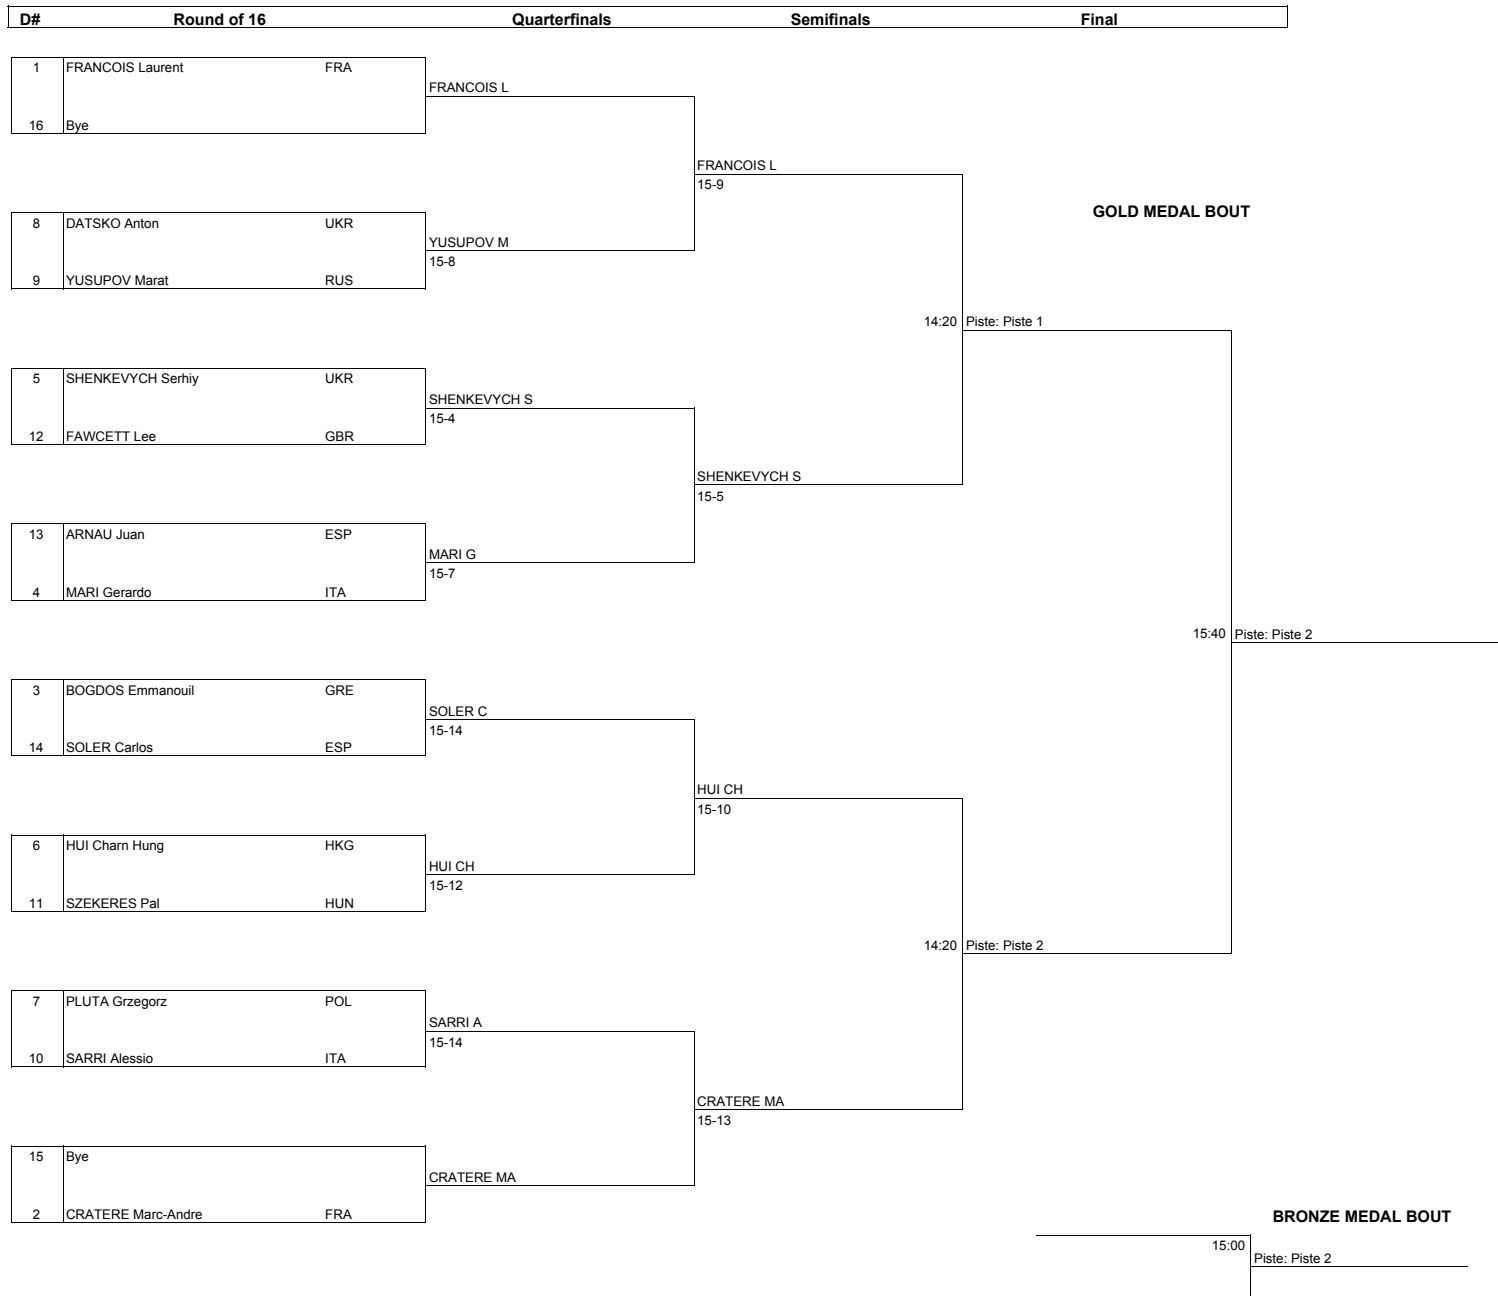 D# Round of 16 Quarterfinals Semifinals Final
1 FRANCOIS Laurent FRA
FRANCOIS L
16 Bye
FRANCOIS L
15-9
GOLD MEDAL BOUT
8 DATSKO Anton UKR
YUSUPOV M
15-8
9 YUSUPOV Marat RUS
14:20 Piste: Piste 1
5 SHENKEVYCH Serhiy UKR
SHENKEVYCH S
15-4
12 FAWCETT Lee GBR
SHENKEVYCH S
15-5
13 ARNAU Juan ESP
MARI G
15-7
4 MARI Gerardo ITA
15:40 Piste: Piste 2
3 BOGDOS Emmanouil GRE
SOLER C
15-14
14 SOLER Carlos ESP
HUI CH
15-10
6 HUI Charn Hung HKG
HUI CH
15-12
11 SZEKERES Pal HUN
14:20 Piste: Piste 2
7 PLUTA Grzegorz POL
SARRI A
15-14
10 SARRI Alessio ITA
CRATERE MA
15-13
15 Bye
CRATERE MA
2 CRATERE Marc-Andre FRA
BRONZE MEDAL BOUT
15:00 Piste: Piste 2